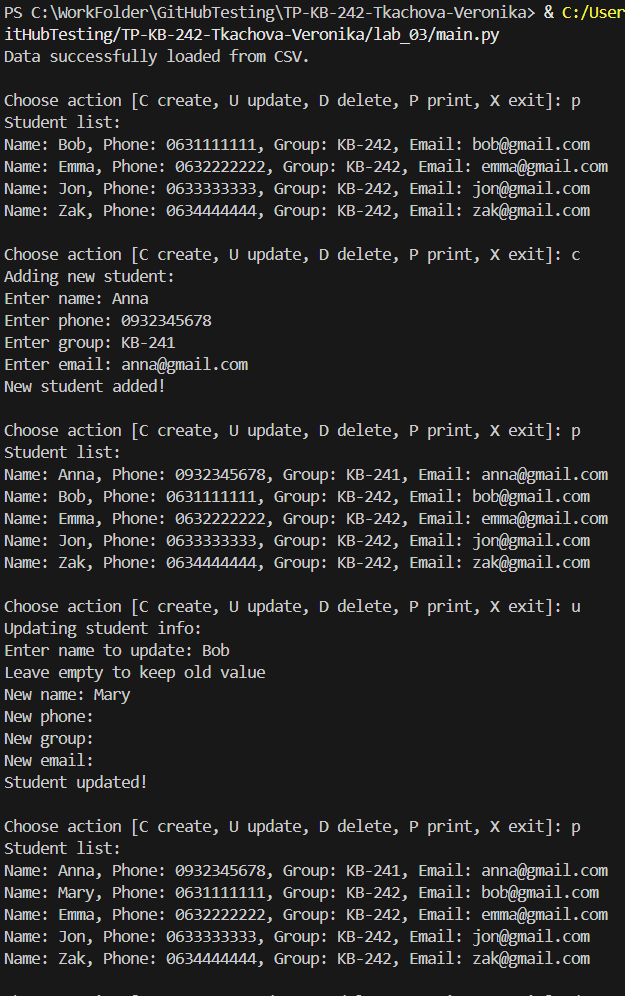 PS C:\WorkFolder\GitHubTesting\TP-KB-242-Tkachova-Veronika> & C:/User
itHubTesting/TP-KB-242-Tkachova-Veronika/lab_03/main.py
Data successfully loaded from CSV.
Choose action [C create, U update, D delete, P print, X exit]: p
Student list:
Name: Bob, Phone: 0631111111, Group: KB-242, Email: bob@gmail.com
Name: Emma, Phone: 0632222222, Group: KB-242, Email: emma@gmail.com
Name: Jon, Phone: 0633333333, Group: KB-242, Email: jon@gmail.com
Name: Zak, Phone: 0634444444, Group: KB-242, Email: zak@gmail.com
Choose action [C create, U update, D delete, P print, X exit]: c
Adding new student:
Enter name: Anna
Enter phone: 0932345678
Enter group: KB-241
Enter email: anna@gmail.com
New student added!
Choose action [C create, U update, D delete, P print, X exit]: p
Student list:
Name: Anna, Phone: 0932345678, Group: KB-241, Email: anna@gmail.com
Name: Bob, Phone: 0631111111, Group: KB-242, Email: bob@gmail.com
Name: Emma, Phone: 0632222222, Group: KB-242, Email: emma@gmail.com
Name: Jon, Phone: 0633333333, Group: KB-242, Email: jon@gmail.com
Name: Zak, Phone: 0634444444, Group: KB-242, Email: zak@gmail.com
Choose action [C create, U update, D delete, P print, X exit]: u
Updating student info:
Enter name to update: Bob
Leave empty to keep old value
New name: Mary
New phone:
New group:
New email:
Student updated!
Choose action [C create, U update, D delete, P print, X exit]: p
Student list:
Name: Anna, Phone: 0932345678, Group: KB-241, Email: anna@gmail.com
Name: Mary, Phone: 0631111111, Group: KB-242, Email: bob@gmail.com
Name: Emma, Phone: 0632222222, Group: KB-242, Email: emma@gmail.com
Name: Jon, Phone: 0633333333, Group: KB-242, Email: jon@gmail.com
Name: Zak, Phone: 0634444444, Group: KB-242, Email: zak@gmail.com